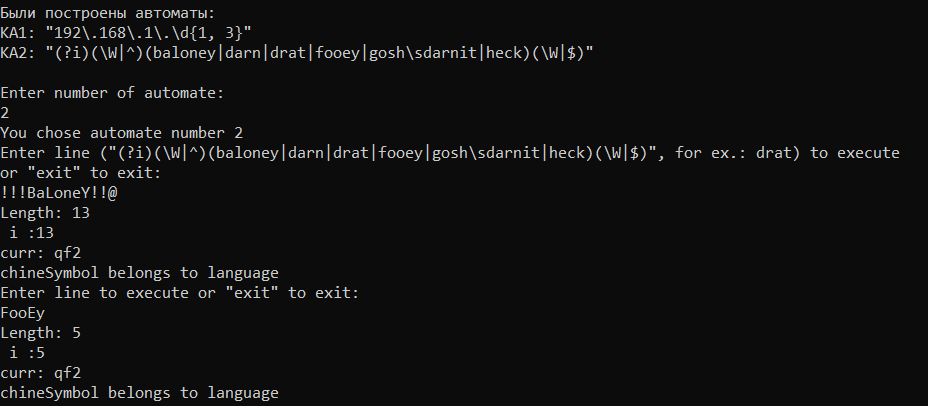 Были построены автоматы:
KA1: "192\.168\.1\.\d{1, 3}"
KA2: "(?i)(\W|^)(baloney|darn|drat|fooey|gosh\sdarnit|heck)(\W|$)"
Enter number of automate:
2
You chose automate number 2
Enter line ("(?i)(\W|^)(baloney|darn|drat|fooey|gosh\sdarnit|heck)(\W|$)", for ex.: drat) to execute
or "exit" to exit:
!!!BaLoneY!!@
Length: 13
 i :13
curr: qf2
chineSymbol belongs to language
Enter line to execute or "exit" to exit:
FooEy
Length: 5
 i :5
curr: qf2
chineSymbol belongs to language